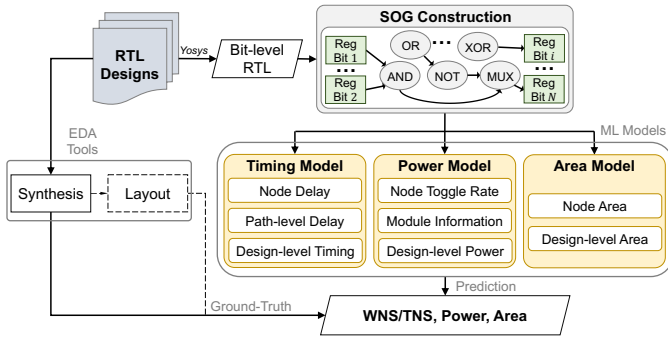 SOG Construction
RTL
Designs
Yosys
Bit-level
RTL
Reg
Bit 1
Reg
Bit 2
OR
XOR
AND
NOT
MUX
Reg
Bit i
Reg
Bit N
EDA
Tools
Synthesis
Layout
ML Models
Timing Model
Node Delay
Path-level Delay
Design-level Timing
Power Model
Node Toggle Rate
Module Information
Design-level Power
Area Model
Node Area
Design-level Area
Prediction
Ground-Truth
WNS/TNS, Power, Area